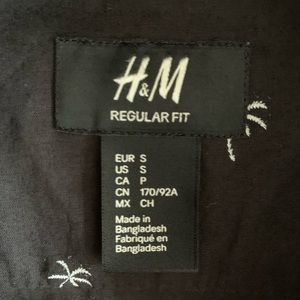 H&M
REGULAR FIT
EUR S
US S
CA P
CN 170/92A
MX CH
Made in
Bangladesh
Fabriqué en
Bangladesh